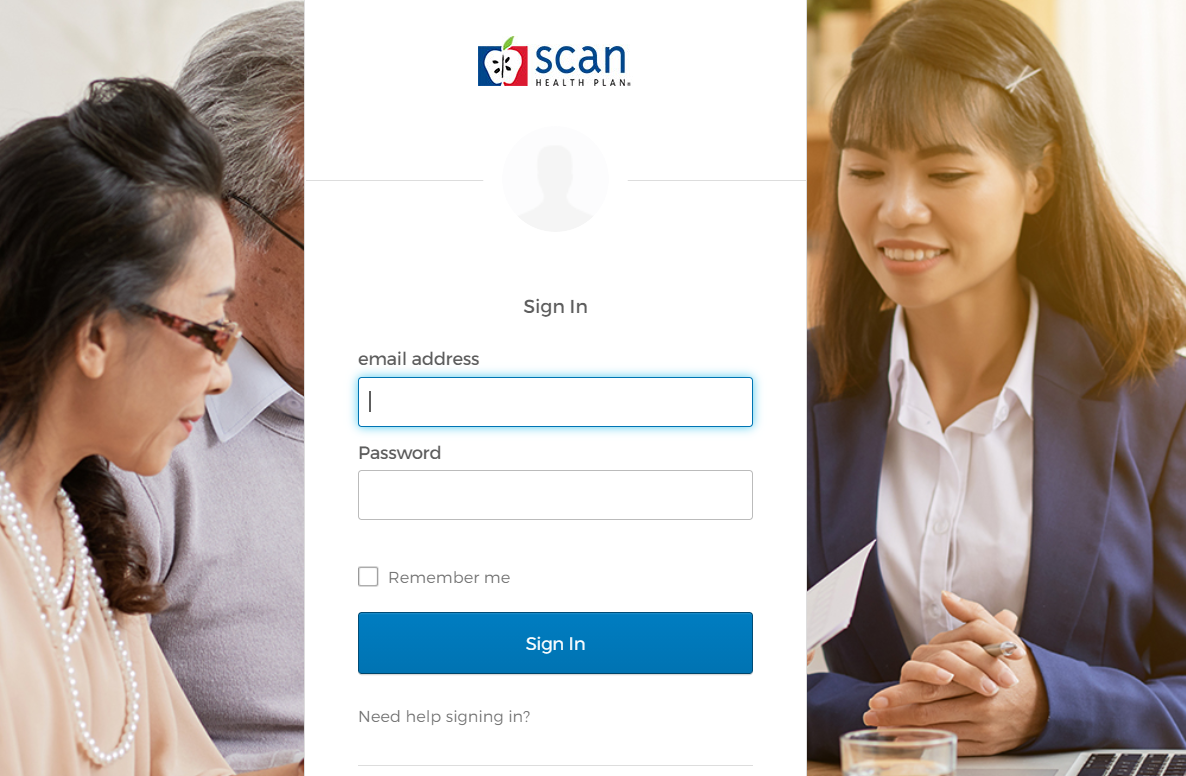 scan
HEALTH PLAN®
Sign In
email address
Password
Remember me
Sign In
Need help signing in?